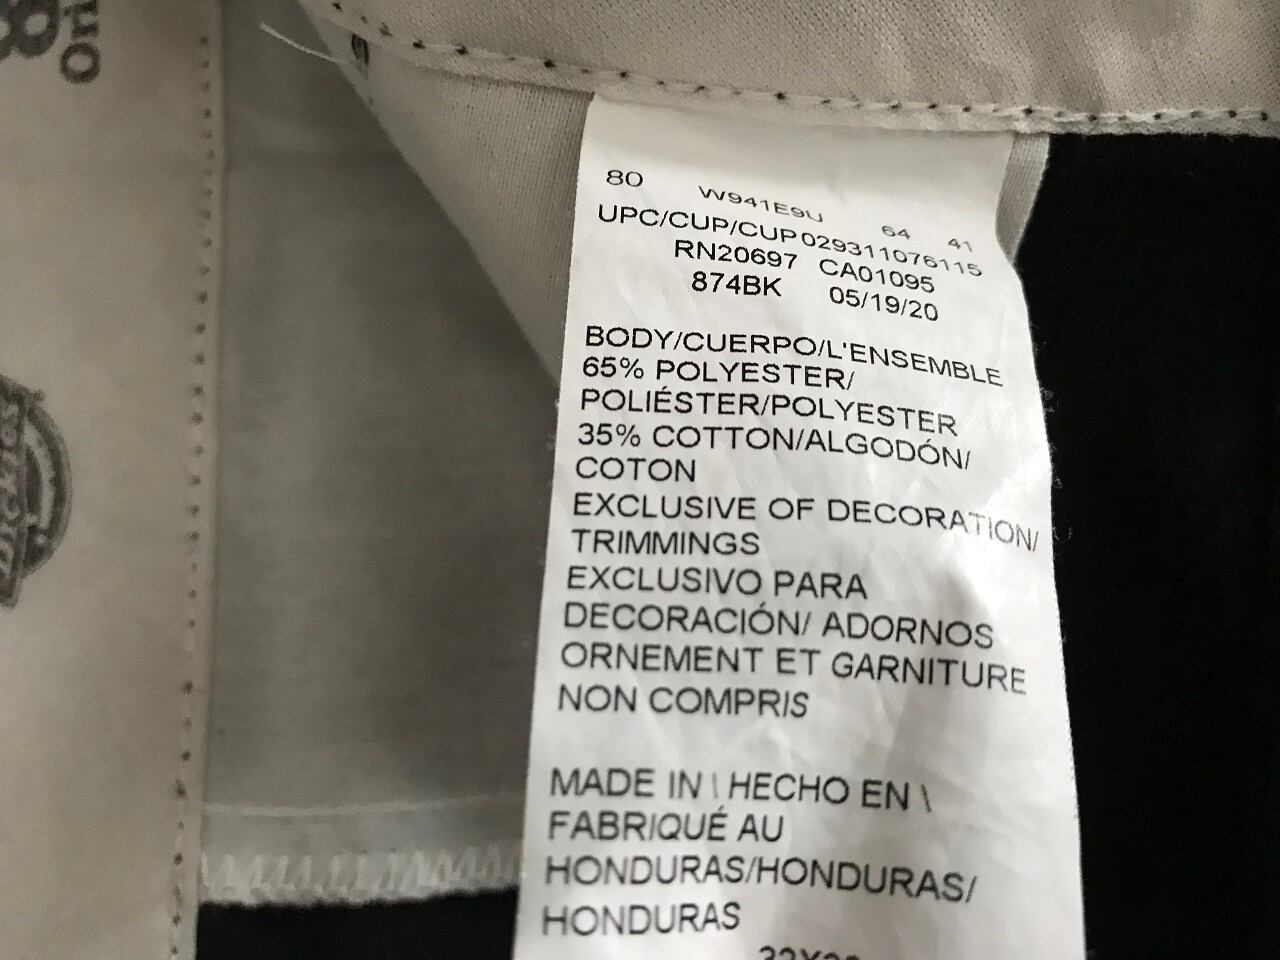 80 W941E9U 64 41
UPC/CUP/CUP 029311076115
RN20697 CA01095
874BK 05/19/20
BODY/CUERPO/L'ENSEMBLE
65% POLYESTER/
POLIÉSTER/POLYESTER
35% COTTON/ALGODÓN/
COTON
EXCLUSIVE OF DECORATION/
TRIMMINGS
EXCLUSIVO PARA
DECORACIÓN/ ADORNOS
ORNEMENT ET GARNITURE
NON COMPRIS
MADE IN \ HECHO EN \
FABRIQUÉ AU
HONDURAS/HONDURAS/
HONDURAS
Dickies